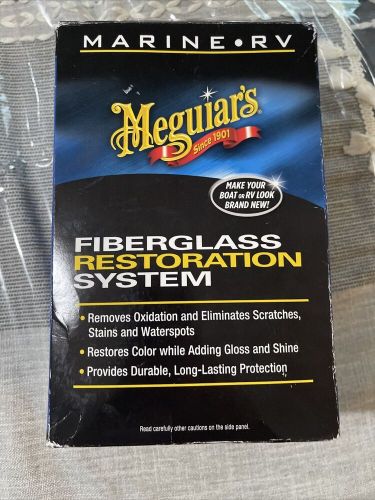 MARINE • RV
Meguiar's
Since 1901
MAKE YOUR
BOAT OR RV LOOK
BRAND NEW!
FIBERGLASS
RESTORATION
SYSTEM
• Removes Oxidation and Eliminates Scratches,
Stains and Waterspots
• Restores Color while Adding Gloss and Shine
• Provides Durable, Long-Lasting Protection
Read carefully other cautions on the side panel.